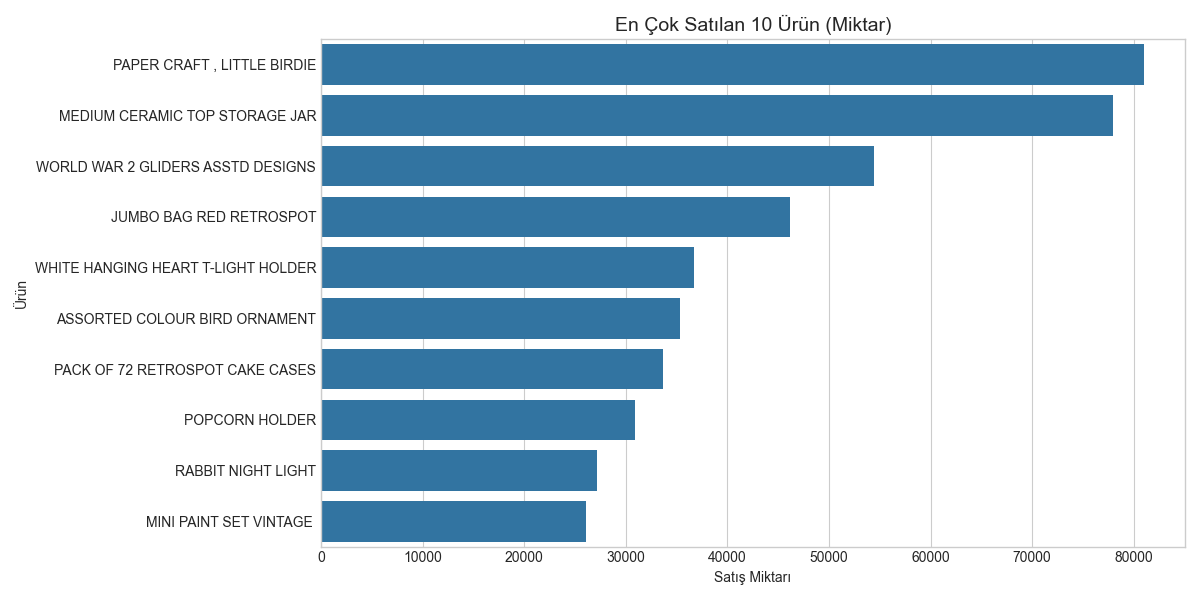 En Çok Satılan 10 Ürün (Miktar)
Ürün
PAPER CRAFT , LITTLE BIRDIE
MEDIUM CERAMIC TOP STORAGE JAR
WORLD WAR 2 GLIDERS ASSTD DESIGNS
JUMBO BAG RED RETROSPOT
WHITE HANGING HEART T-LIGHT HOLDER
ASSORTED COLOUR BIRD ORNAMENT
PACK OF 72 RETROSPOT CAKE CASES
POPCORN HOLDER
RABBIT NIGHT LIGHT
MINI PAINT SET VINTAGE
0 10000 20000 30000 40000 50000 60000 70000 80000
Satış Miktarı